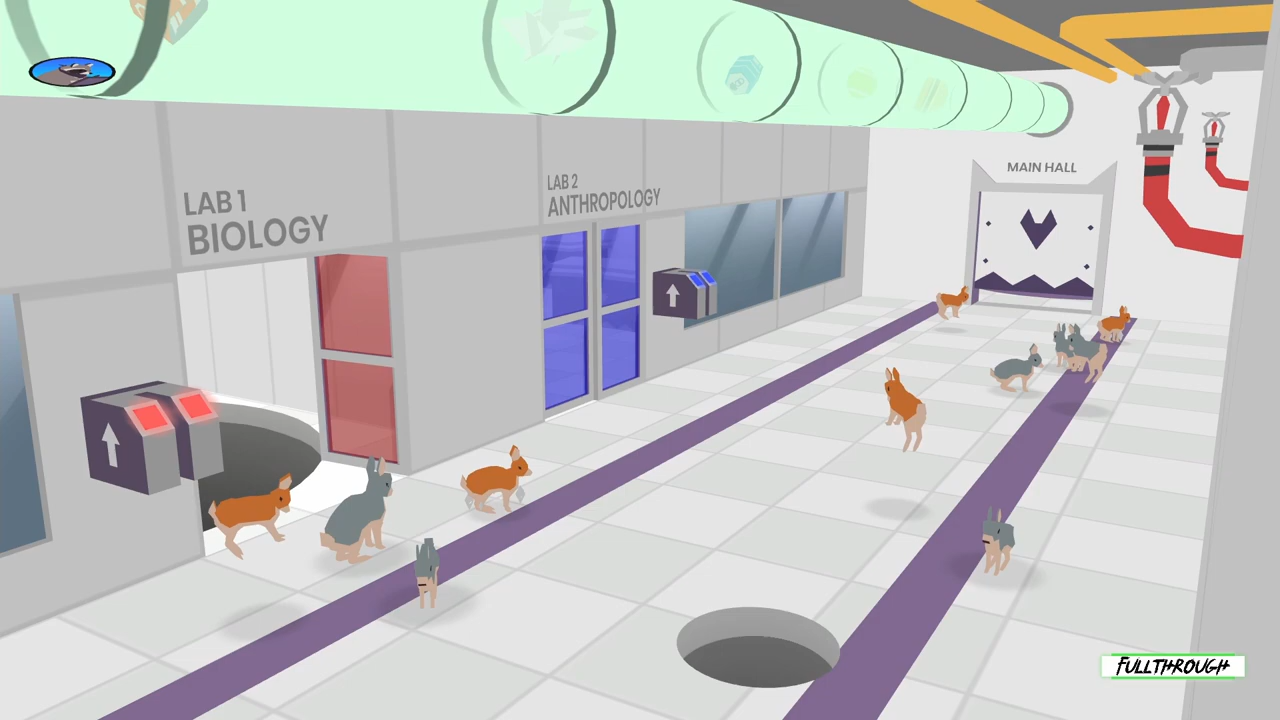 LAB 1
BIOLOGY
LAB 2
ANTHROPOLOGY
MAIN HALL
FULLTHROUGH